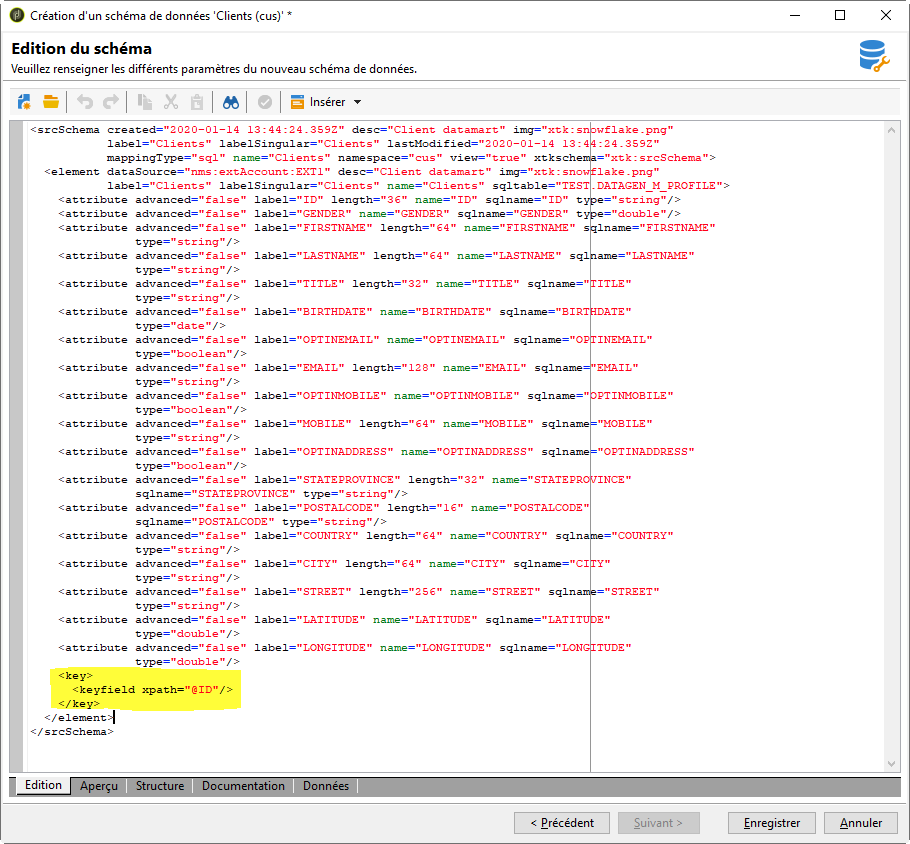 Création d'un schéma de données 'Clients (cus)' *
Edition du schéma
Veuillez renseigner les différents paramètres du nouveau schéma de données.
Insérer
<srcSchema created="2020-01-14 13:44:24.359Z" desc="Client datamart" img="xtk:snowflake.png"
label="Clients" labelSingular="Clients" lastModified="2020-01-14 13:44:24.359Z"
mappingType="sql" name="Clients" namespace="cus" view="true" xtkschema="xtk:srcSchema">
<element dataSource="nms:extAccount:EXT1" desc="Client datamart" img="xtk:snowflake.png"
label="Clients" labelSingular="Clients" name="Clients" sqltable="TEST.DATAGEN_M_PROFILE">
<attribute advanced="false" label="ID" length="36" name="ID" sqlname="ID" type="string"/>
<attribute advanced="false" label="GENDER" name="GENDER" sqlname="GENDER" type="double"/>
<attribute advanced="false" label="FIRSTNAME" length="64" name="FIRSTNAME" sqlname="FIRSTNAME"
type="string"/>
<attribute advanced="false" label="LASTNAME" length="64" name="LASTNAME" sqlname="LASTNAME"
type="string"/>
<attribute advanced="false" label="TITLE" length="32" name="TITLE" sqlname="TITLE"
type="string"/>
<attribute advanced="false" label="BIRTHDATE" name="BIRTHDATE" sqlname="BIRTHDATE"
type="date"/>
<attribute advanced="false" label="OPTINEMAIL" name="OPTINEMAIL" sqlname="OPTINEMAIL"
type="boolean"/>
<attribute advanced="false" label="EMAIL" length="128" name="EMAIL" sqlname="EMAIL"
type="string"/>
<attribute advanced="false" label="OPTINMOBILE" name="OPTINMOBILE" sqlname="OPTINMOBILE"
type="boolean"/>
<attribute advanced="false" label="MOBILE" length="64" name="MOBILE" sqlname="MOBILE"
type="string"/>
<attribute advanced="false" label="OPTINADDRESS" name="OPTINADDRESS" sqlname="OPTINADDRESS"
type="boolean"/>
<attribute advanced="false" label="STATEPROVINCE" length="32" name="STATEPROVINCE"
sqlname="STATEPROVINCE" type="string"/>
<attribute advanced="false" label="POSTALCODE" length="16" name="POSTALCODE"
sqlname="POSTALCODE" type="string"/>
<attribute advanced="false" label="COUNTRY" length="64" name="COUNTRY" sqlname="COUNTRY"
type="string"/>
<attribute advanced="false" label="CITY" length="64" name="CITY" sqlname="CITY"
type="string"/>
<attribute advanced="false" label="STREET" length="256" name="STREET" sqlname="STREET"
type="string"/>
<attribute advanced="false" label="LATITUDE" name="LATITUDE" sqlname="LATITUDE"
type="double"/>
<attribute advanced="false" label="LONGITUDE" name="LONGITUDE" sqlname="LONGITUDE"
type="double"/>
<key>
<keyfield xpath="@ID"/>
</key>
</element>
</srcSchema>
Edition Aperçu Structure Documentation Données
< Précédent Suivant > Enregistrer Annuler